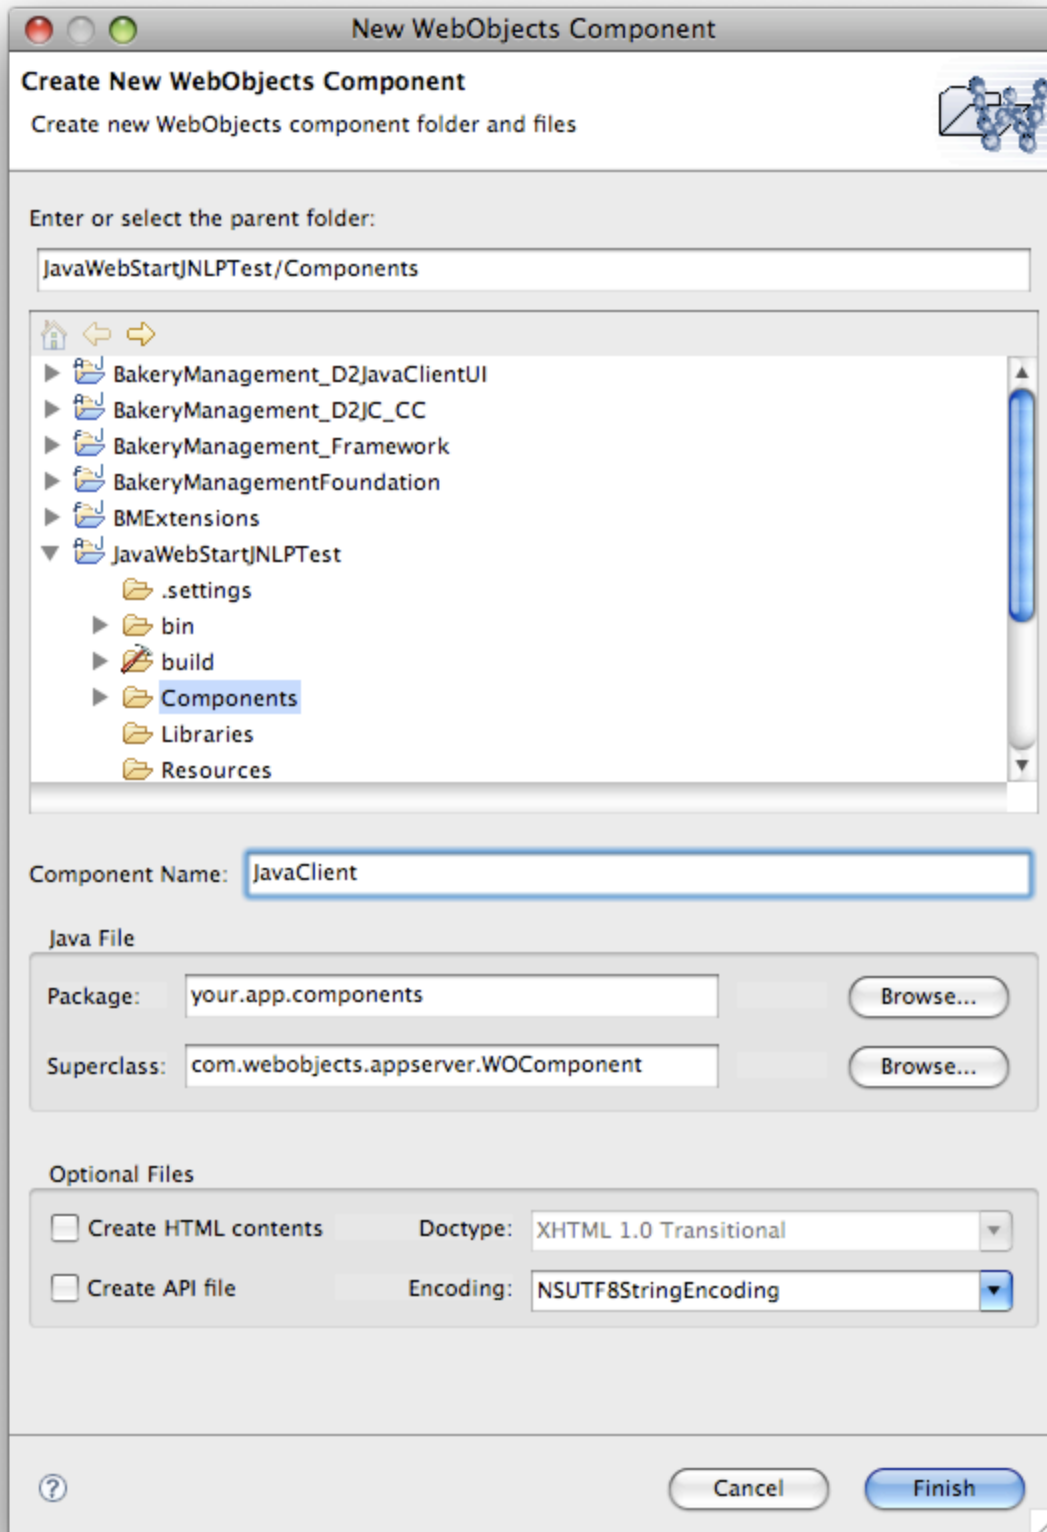 New WebObjects Component
Create New WebObjects Component
Create new WebObjects component folder and files
Enter or select the parent folder:
JavaWebStartJNLPTest/Components
BakeryManagement_D2JavaClientUI
BakeryManagement_D2JC_CC
BakeryManagement_Framework
BakeryManagementFoundation
BMExtensions
JavaWebStartJNLPTest
.settings
bin
build
Components
Libraries
Resources
Component Name: JavaClient
Java File
Package: your.app.components Browse...
Superclass: com.webobjects.appserver.WOComponent Browse...
Optional Files
Create HTML contents Doctype: XHTML 1.0 Transitional
Create API file Encoding: NSUTF8StringEncoding
? Cancel Finish